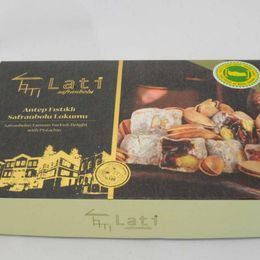 Lati
safranbolu
Antep Fıstıklı
Safranbolu Lokumu
Safranbolu's Famous Turkish Delight
with Pistachio
Lati
safranbolu